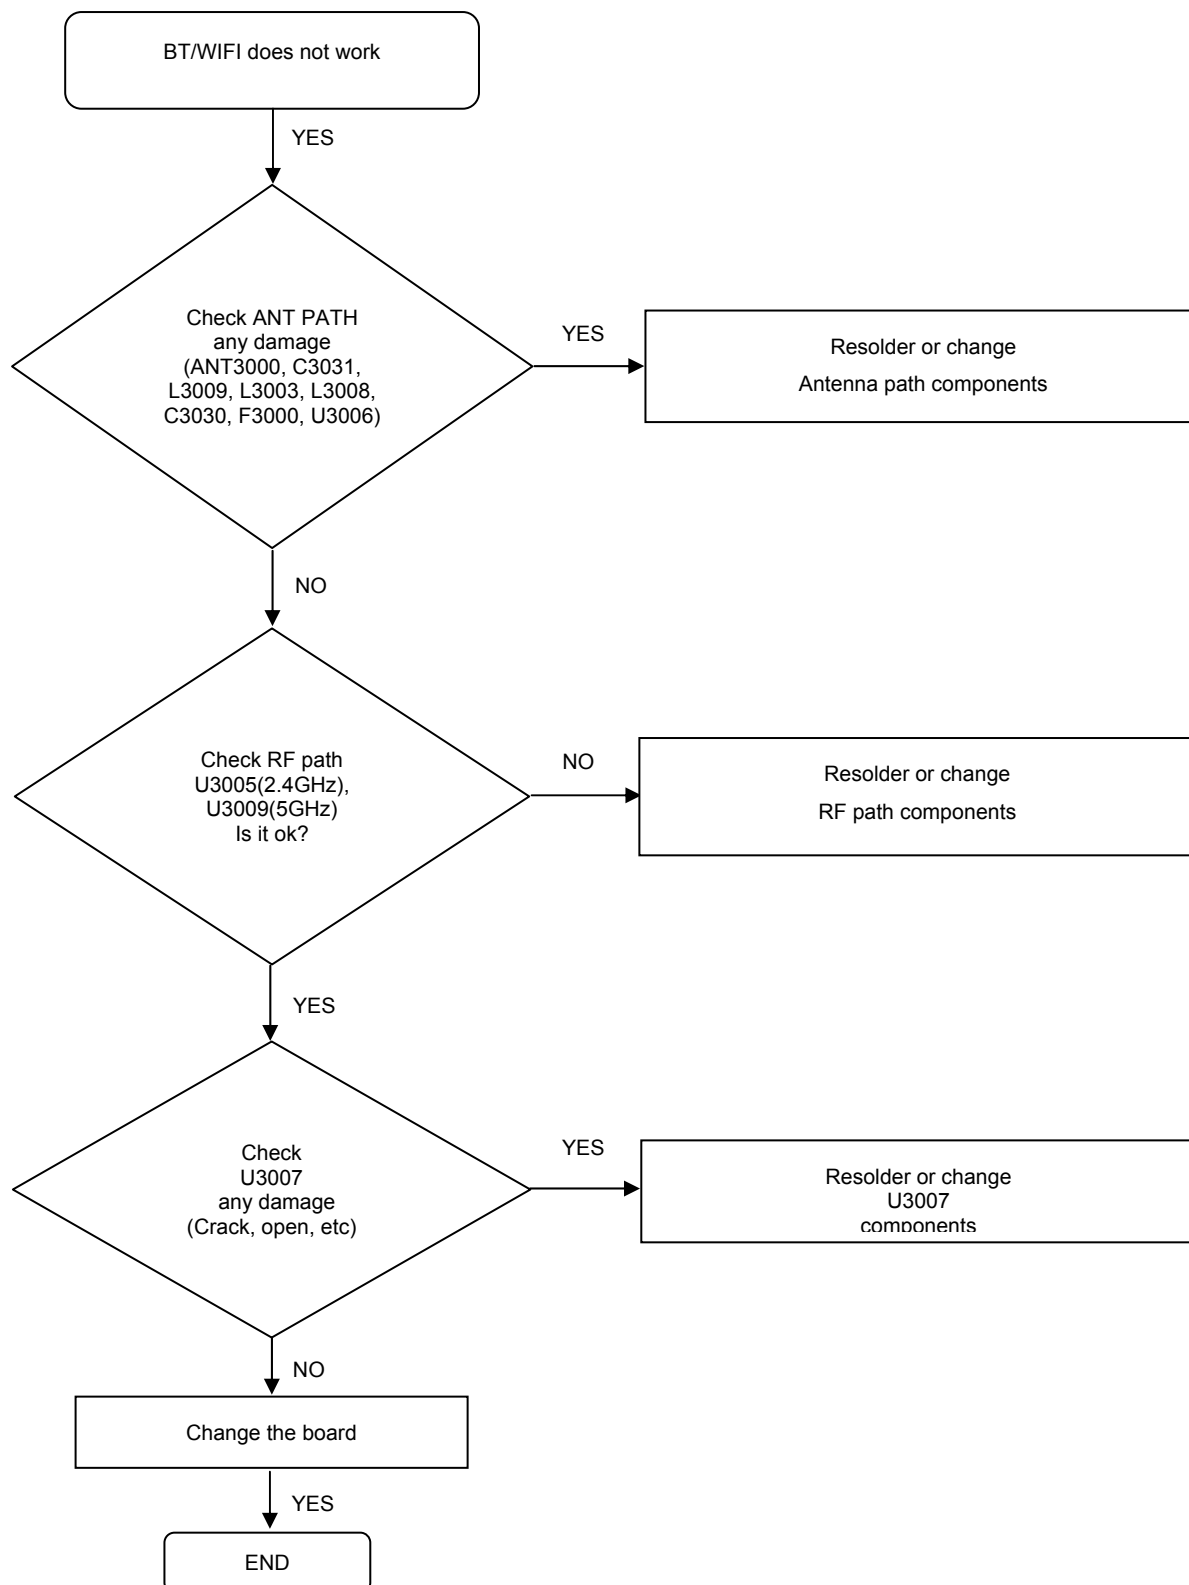 BT/WIFI does not work
YES
Check ANT PATH
any damage
(ANT3000, C3031,
L3009, L3003, L3008,
C3030, F3000, U3006)
YES
Resolder or change
Antenna path components
NO
Check RF path
U3005(2.4GHz),
U3009(5GHz)
Is it ok?
NO
Resolder or change
RF path components
YES
Check
U3007
any damage
(Crack, open, etc)
YES
Resolder or change
U3007
components
NO
Change the board
YES
END